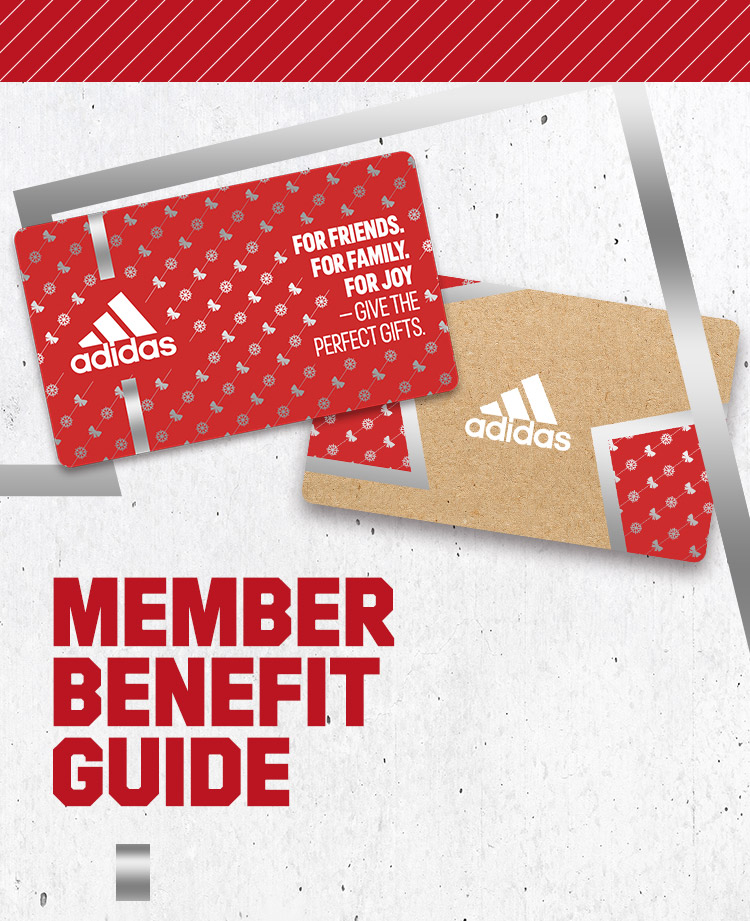 FOR FRIENDS.
FOR FAMILY.
FOR JOY
– GIVE THE
PERFECT GIFTS.
adidas
adidas
MEMBER
BENEFIT
GUIDE